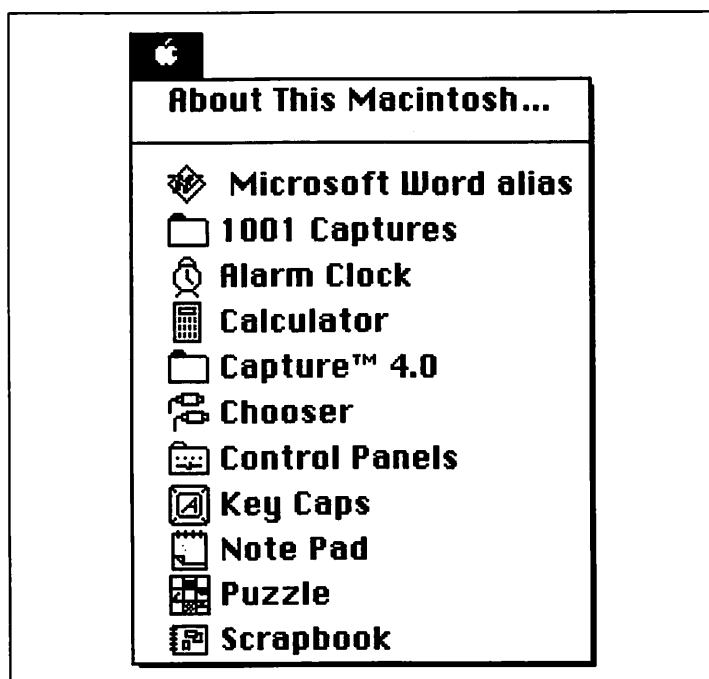 About This Macintosh...
Microsoft Word alias
1001 Captures
Alarm Clock
Calculator
Capture™ 4.0
Chooser
Control Panels
Key Caps
Note Pad
Puzzle
Scrapbook